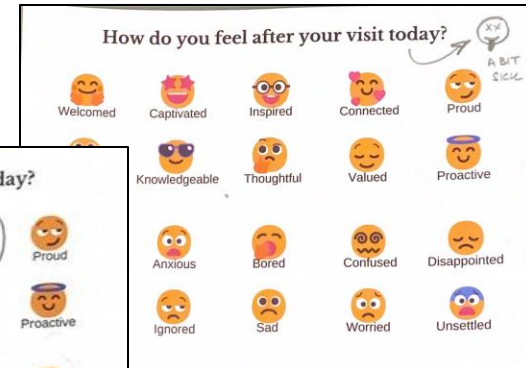 How do you feel after your visit today?
xx
A BIT
SICK
Welcomed Captivated Inspired Connected Proud
Knowledgeable Thoughtful Valued Proactive
Anxious Bored Confused Disappointed
Ignored Sad Worried Unsettled
day?
Proud
Proactive